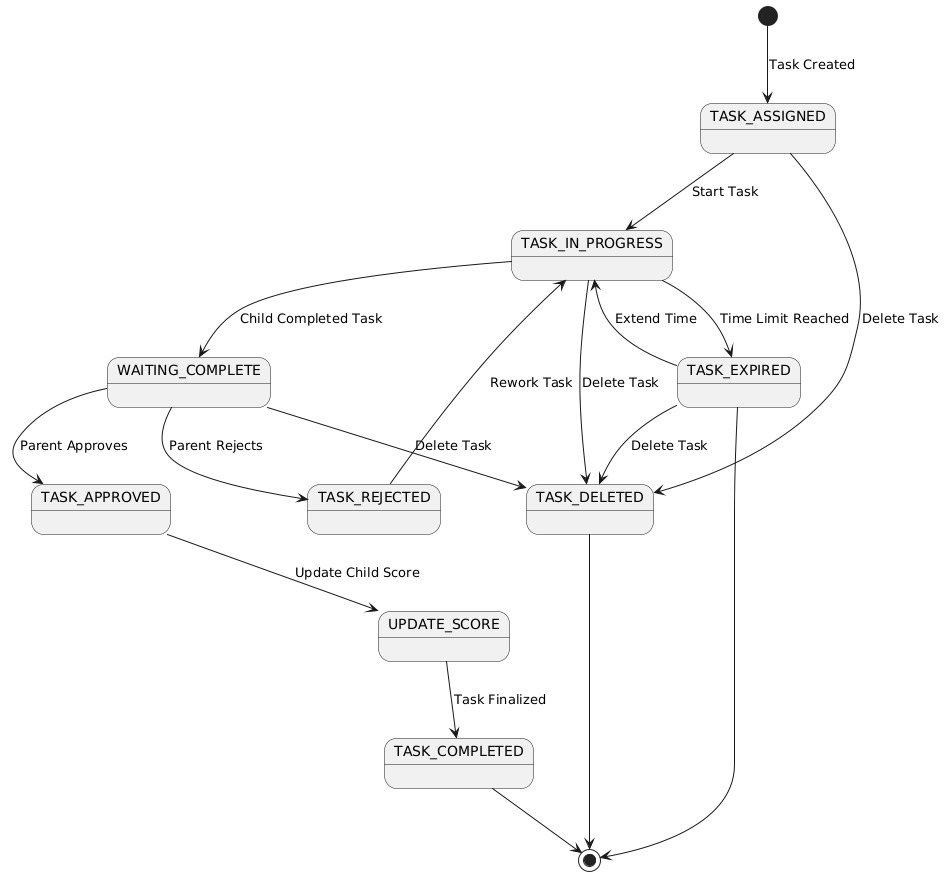 Task Created
TASK_ASSIGNED
Start Task
TASK_IN_PROGRESS
Child Completed Task
Extend Time
Time Limit Reached
Delete Task
WAITING_COMPLETE
TASK_EXPIRED
Rework Task
Delete Task
Parent Approves
Parent Rejects
Delete Task
Delete Task
TASK_APPROVED
TASK_REJECTED
TASK_DELETED
Update Child Score
UPDATE_SCORE
Task Finalized
TASK_COMPLETED